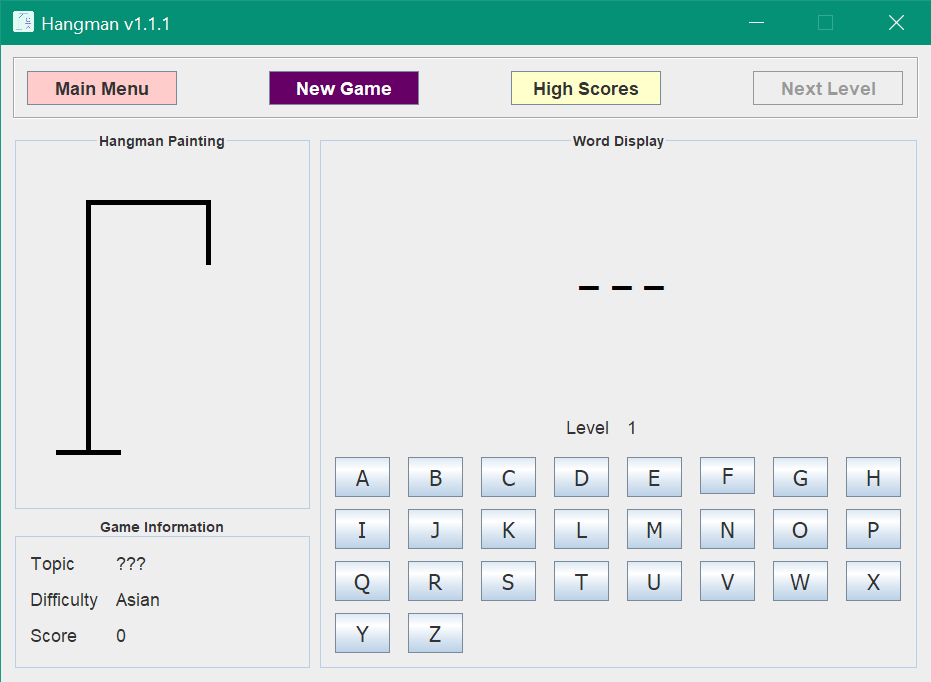 Hangman v1.1.1
Main Menu New Game High Scores Next Level
Hangman Painting
Word Display
_ _ _
Level 1
A B C D E F G H
I J K L M N O P
Q R S T U V W X
Y Z
Game Information
Topic ???
Difficulty Asian
Score 0